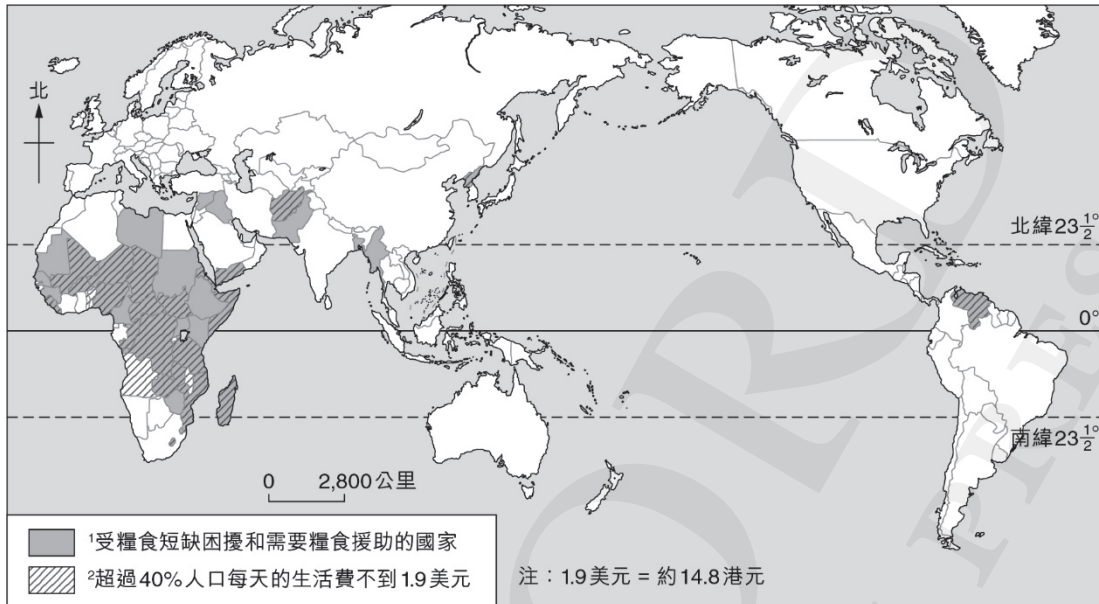 北
北緯23½°
0°
南緯23½°
0 2,800公里
¹受糧食短缺困擾和需要糧食援助的國家
²超過40%人口每天的生活費不到1.9美元
注：1.9美元 = 約14.8港元